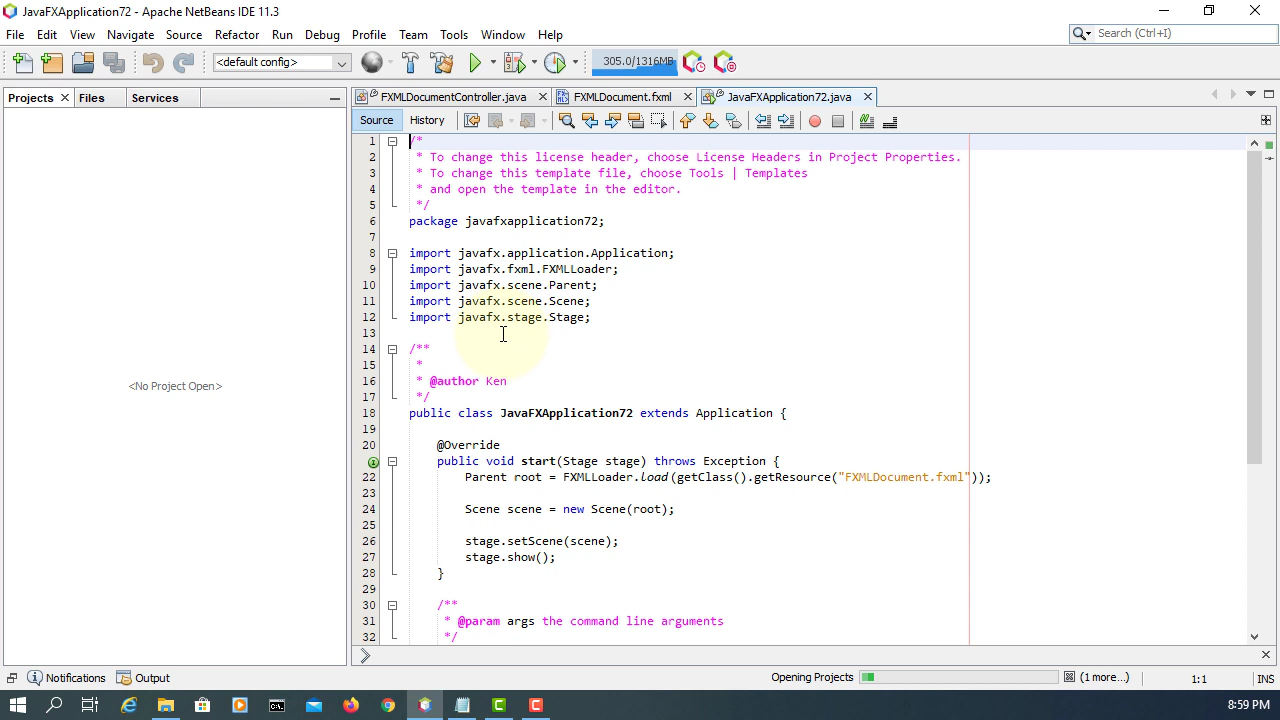 JavaFXApplication72 - Apache NetBeans IDE 11.3
File Edit View Navigate Source Refactor Run Debug Profile Team Tools Window Help
Search (Ctrl+I)
<default config>
305.0/1316MB
Projects Files Services
FXMLDocumentController.java FXMLDocument.fxml JavaFXApplication72.java
Source History
1 /*
2 * To change this license header, choose License Headers in Project Properties.
3 * To change this template file, choose Tools | Templates
4 * and open the template in the editor.
5 */
6 package javafxapplication72;
7
8 import javafx.application.Application;
9 import javafx.fxml.FXMLLoader;
10 import javafx.scene.Parent;
11 import javafx.scene.Scene;
12 import javafx.stage.Stage;
13
14 /**
15 *
16 * @author Ken
17 */
18 public class JavaFXApplication72 extends Application {
19
20 @Override
public void start(Stage stage) throws Exception {
22 Parent root = FXMLLoader.load(getClass().getResource("FXMLDocument.fxml"));
23
24 Scene scene = new Scene(root);
25
26 stage.setScene(scene);
27 stage.show();
28 }
29
30 /**
31 * @param args the command line arguments
32 */
<No Project Open>
Notifications Output
Opening Projects (1 more...) 1:1 INS
8:59 PM